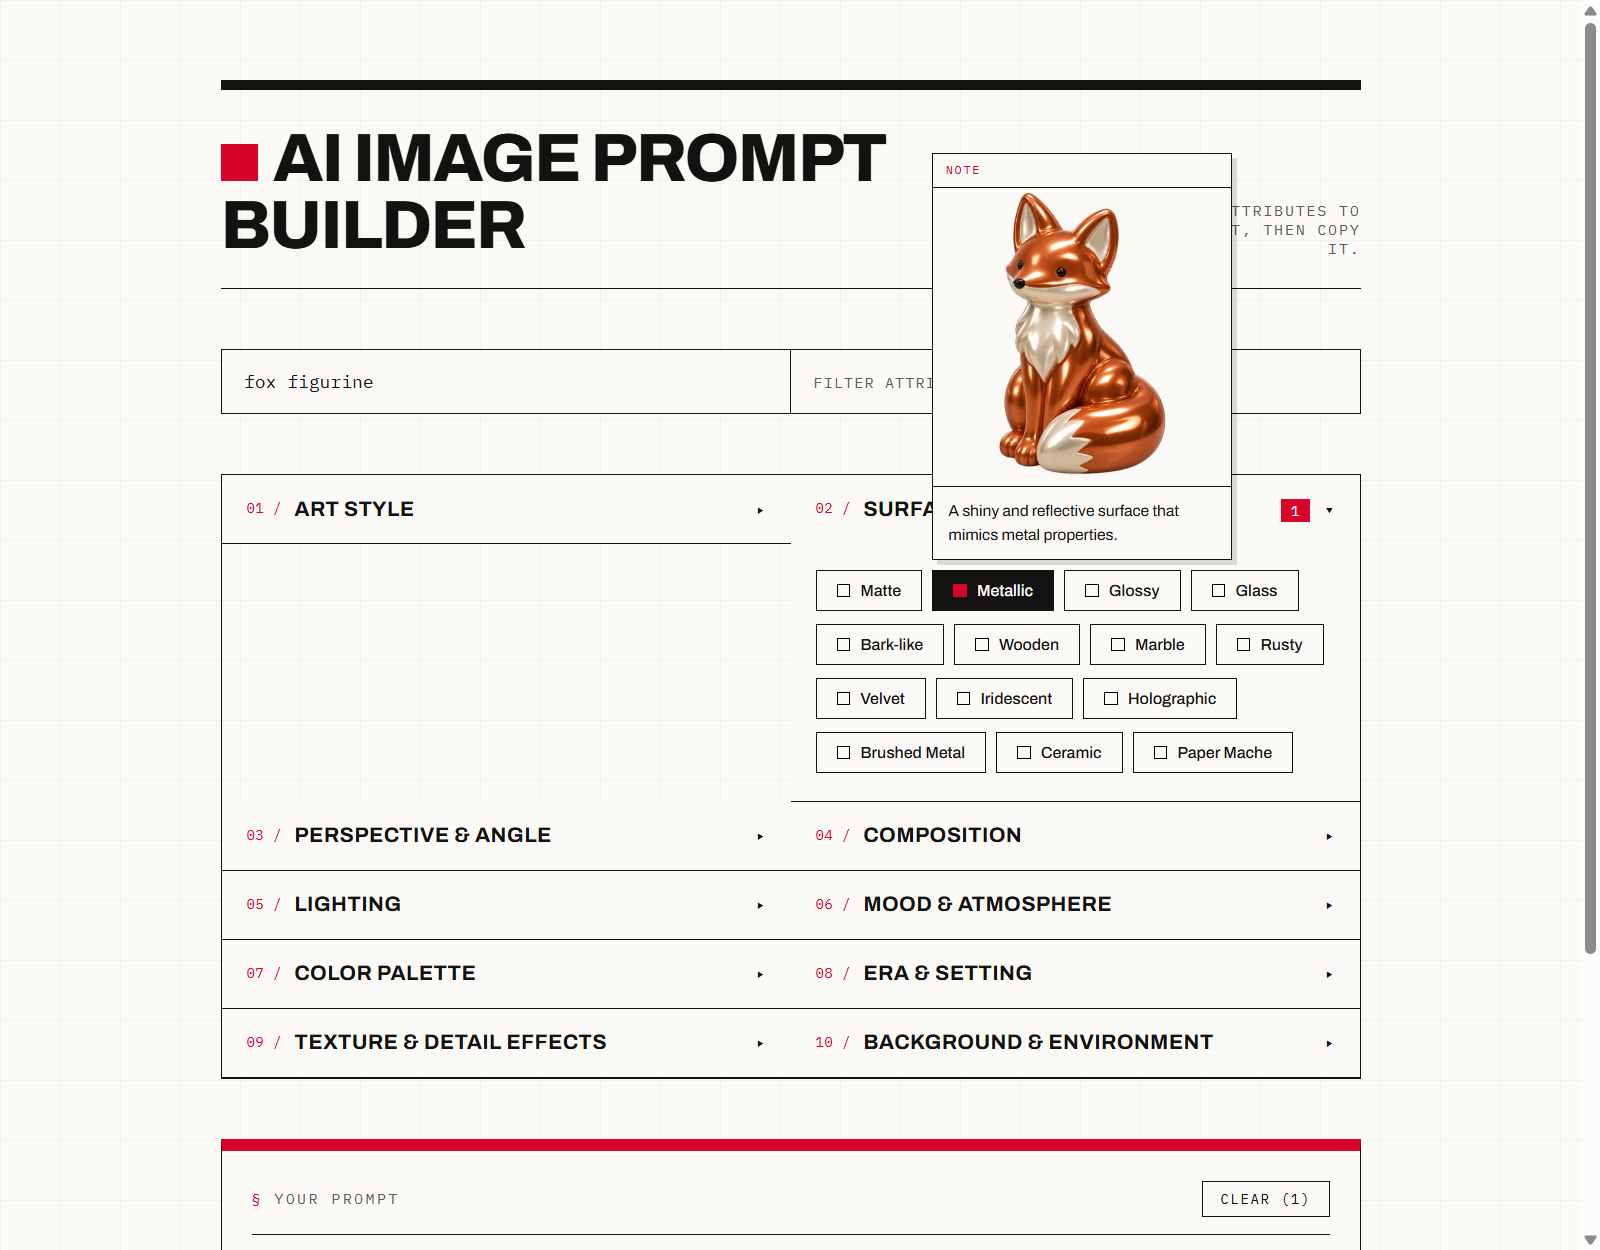 AI IMAGE PROMPT
BUILDER
NOTE
TTRIBUTES TO
T, THEN COPY
IT.
fox figurine
FILTER ATTRI
A shiny and reflective surface that
mimics metal properties.
01 / ART STYLE
02 / SURFA
1
Matte
Metallic
Glossy
Glass
Bark-like
Wooden
Marble
Rusty
Velvet
Iridescent
Holographic
Brushed Metal
Ceramic
Paper Mache
03 / PERSPECTIVE & ANGLE
04 / COMPOSITION
05 / LIGHTING
06 / MOOD & ATMOSPHERE
07 / COLOR PALETTE
08 / ERA & SETTING
09 / TEXTURE & DETAIL EFFECTS
10 / BACKGROUND & ENVIRONMENT
§ YOUR PROMPT
CLEAR (1)